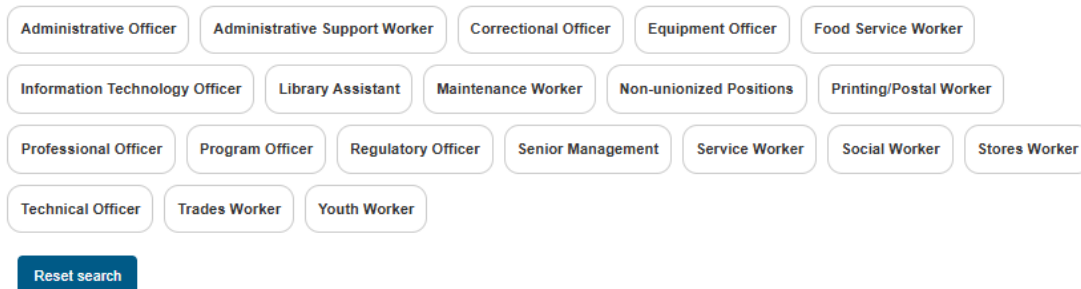 Administrative Officer Administrative Support Worker Correctional Officer Equipment Officer Food Service Worker
Information Technology Officer Library Assistant Maintenance Worker Non-unionized Positions Printing/Postal Worker
Professional Officer Program Officer Regulatory Officer Senior Management Service Worker Social Worker Stores Worker
Technical Officer Trades Worker Youth Worker
Reset search